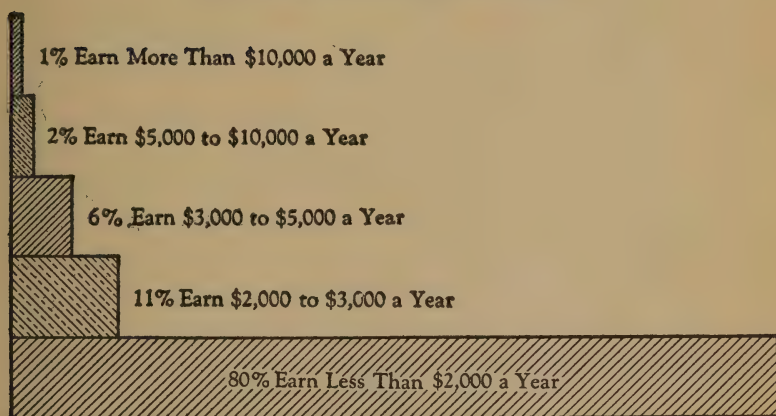 1% Earn More Than $10,000 a Year
2% Earn $5,000 to $10,000 a Year
6% Earn $3,000 to $5,000 a Year
11% Earn $2,000 to $3,000 a Year
80% Earn Less Than $2,000 a Year